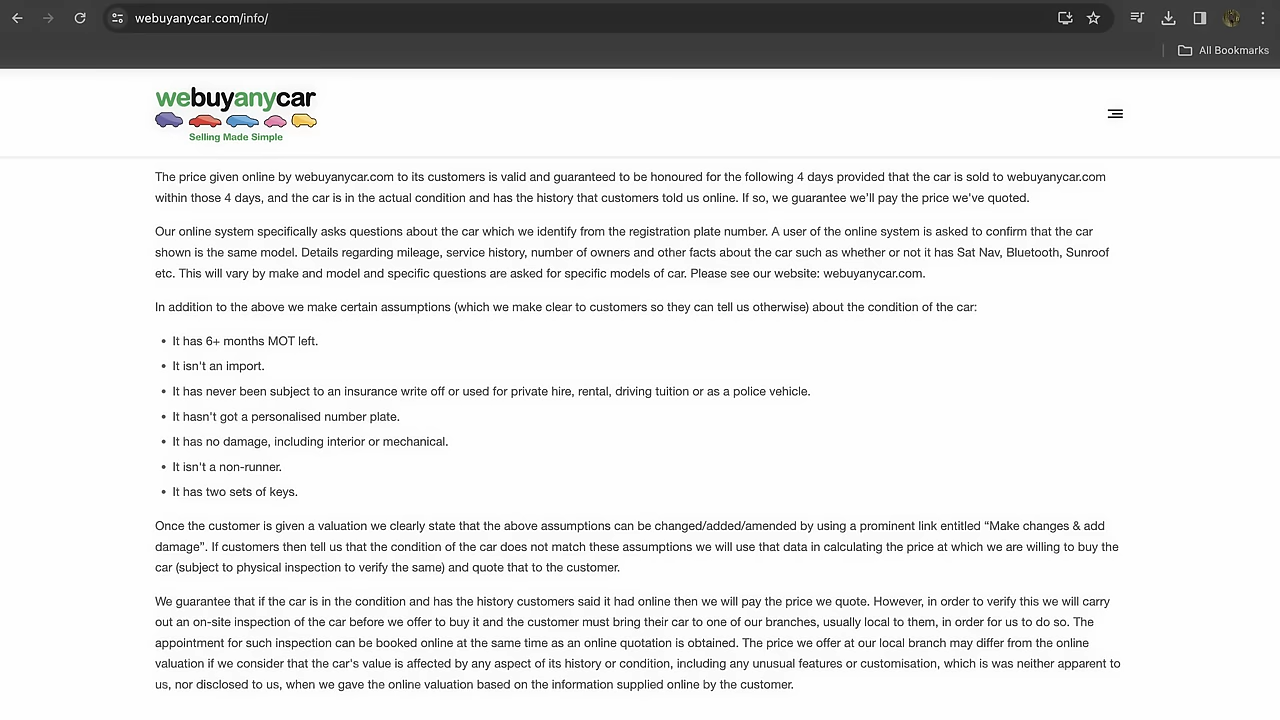 webuyanycar.com/info/
All Bookmarks
webuyanycar
Selling Made Simple
The price given online by webuyanycar.com to its customers is valid and guaranteed to be honoured for the following 4 days provided that the car is sold to webuyanycar.com
within those 4 days, and the car is in the actual condition and has the history that customers told us online. If so, we guarantee we'll pay the price we've quoted.
Our online system specifically asks questions about the car which we identify from the registration plate number. A user of the online system is asked to confirm that the car
shown is the same model. Details regarding mileage, service history, number of owners and other facts about the car such as whether or not it has Sat Nav, Bluetooth, Sunroof
etc. This will vary by make and model and specific questions are asked for specific models of car. Please see our website: webuyanycar.com.
In addition to the above we make certain assumptions (which we make clear to customers so they can tell us otherwise) about the condition of the car:
• It has 6+ months MOT left.
• It isn't an import.
• It has never been subject to an insurance write off or used for private hire, rental, driving tuition or as a police vehicle.
• It hasn't got a personalised number plate.
• It has no damage, including interior or mechanical.
• It isn't a non-runner.
• It has two sets of keys.
Once the customer is given a valuation we clearly state that the above assumptions can be changed/added/amended by using a prominent link entitled “Make changes & add
damage”. If customers then tell us that the condition of the car does not match these assumptions we will use that data in calculating the price at which we are willing to buy the
car (subject to physical inspection to verify the same) and quote that to the customer.
We guarantee that if the car is in the condition and has the history customers said it had online then we will pay the price we quote. However, in order to verify this we will carry
out an on-site inspection of the car before we offer to buy it and the customer must bring their car to one of our branches, usually local to them, in order for us to do so. The
appointment for such inspection can be booked online at the same time as an online quotation is obtained. The price we offer at our local branch may differ from the online
valuation if we consider that the car's value is affected by any aspect of its history or condition, including any unusual features or customisation, which is was neither apparent to
us, nor disclosed to us, when we gave the online valuation based on the information supplied online by the customer.